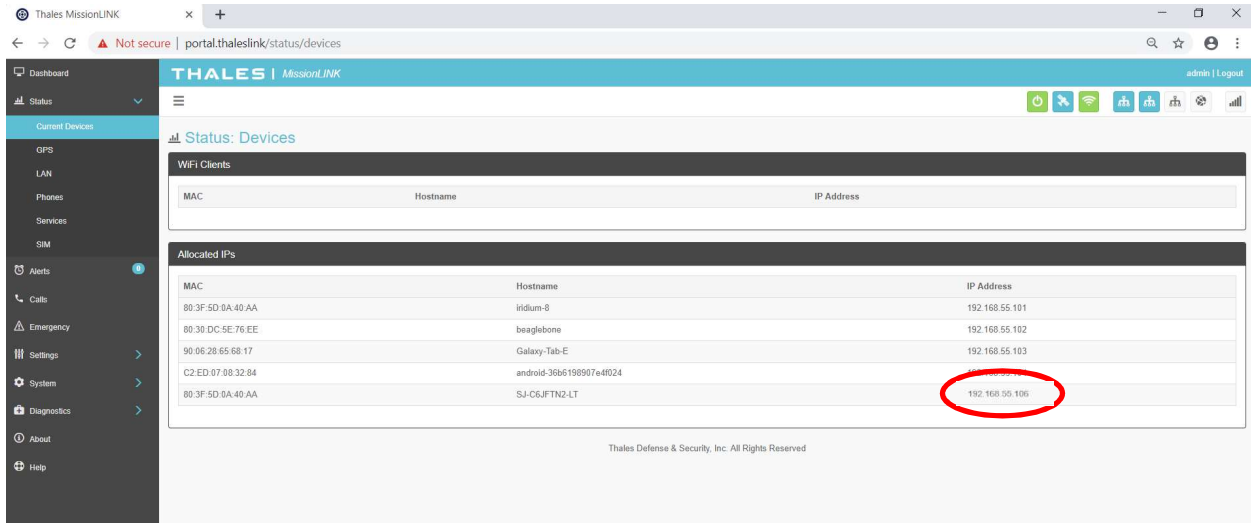 Thales MissionLINK
Not secure | portal.thaleslink/status/devices
Dashboard
THALES | MissionLINK
admin | Logout
Status
Current Devices
Status: Devices
GPS
WiFi Clients
LAN
Phones
MAC Hostname IP Address
Services
SIM
Allocated IPs
Alerts 0
MAC Hostname IP Address
Calls
80:3F:5D:0A:40:AA iridium-8 192.168.55.101
Emergency
80:30:DC:5E:76:EE beaglebone 192.168.55.102
Settings
90:06:28:65:68:17 Galaxy-Tab-E 192.168.55.103
C2:ED:07:08:32:84 android-36b6198907e4f024
System
80:3F:5D:0A:40:AA SJ-C6JFTN2-LT 192.168.55.106
Diagnostics
About
Thales Defense & Security, Inc. All Rights Reserved
Help